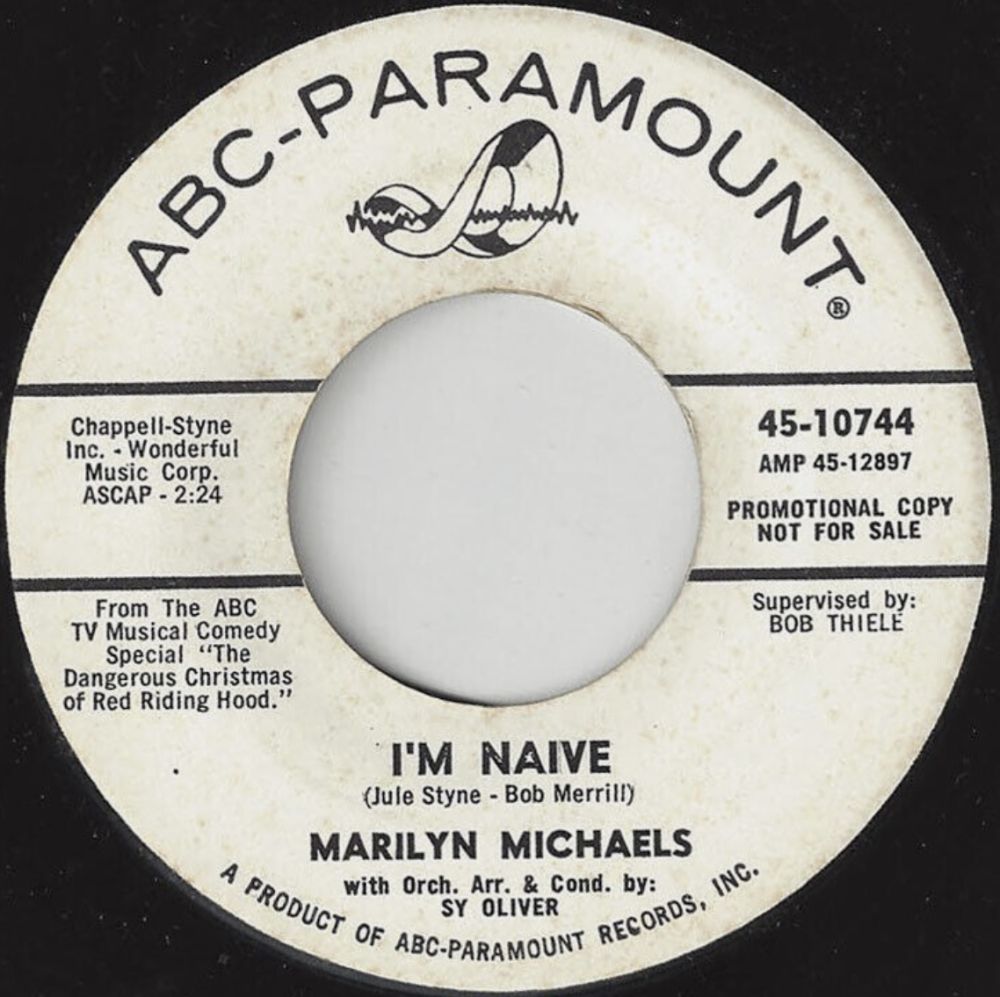 ABC-PARAMOUNT®
Chappell-Styne
Inc. - Wonderful
Music Corp.
ASCAP - 2:24
45-10744
AMP 45-12897
PROMOTIONAL COPY
NOT FOR SALE
From The ABC
TV Musical Comedy
Special "The
Dangerous Christmas
of Red Riding Hood."
Supervised by:
BOB THIELE
I'M NAIVE
(Jule Styne - Bob Merrill)
MARILYN MICHAELS
with Orch. Arr. & Cond. by:
SY OLIVER
A PRODUCT OF ABC-PARAMOUNT RECORDS, INC.